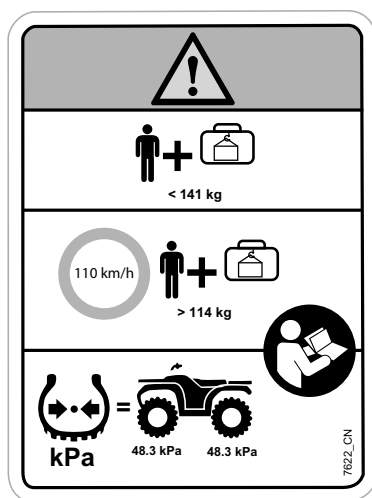 !
+
< 141 kg
110 km/h
+
> 114 kg
=
kPa
48.3 kPa 48.3 kPa
7622_CN